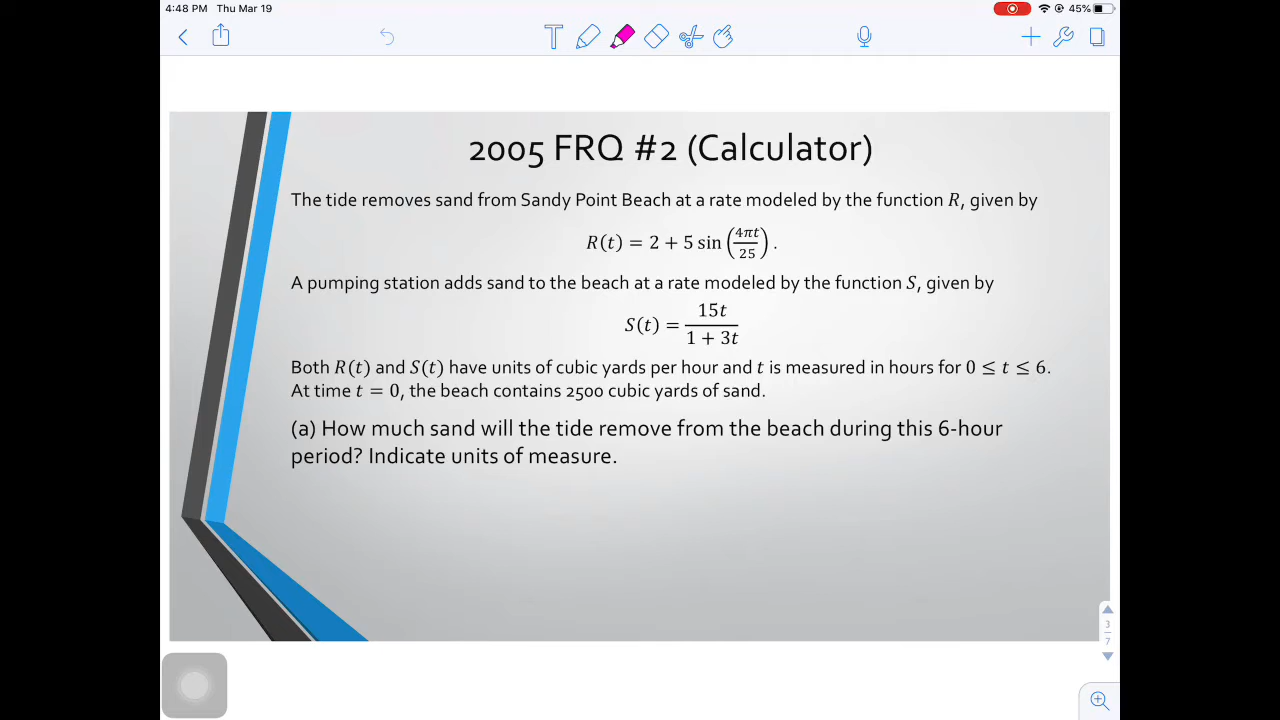 4:48 PM Thu Mar 19
45%
2005 FRQ #2 (Calculator)
The tide removes sand from Sandy Point Beach at a rate modeled by the function R, given by
R(t) = 2 + 5 sin (4πt/25) .
A pumping station adds sand to the beach at a rate modeled by the function S, given by
S(t) = 15t/(1 + 3t)
Both R(t) and S(t) have units of cubic yards per hour and t is measured in hours for 0 ≤ t ≤ 6.
At time t = 0, the beach contains 2500 cubic yards of sand.
(a) How much sand will the tide remove from the beach during this 6-hour
period? Indicate units of measure.
3
7